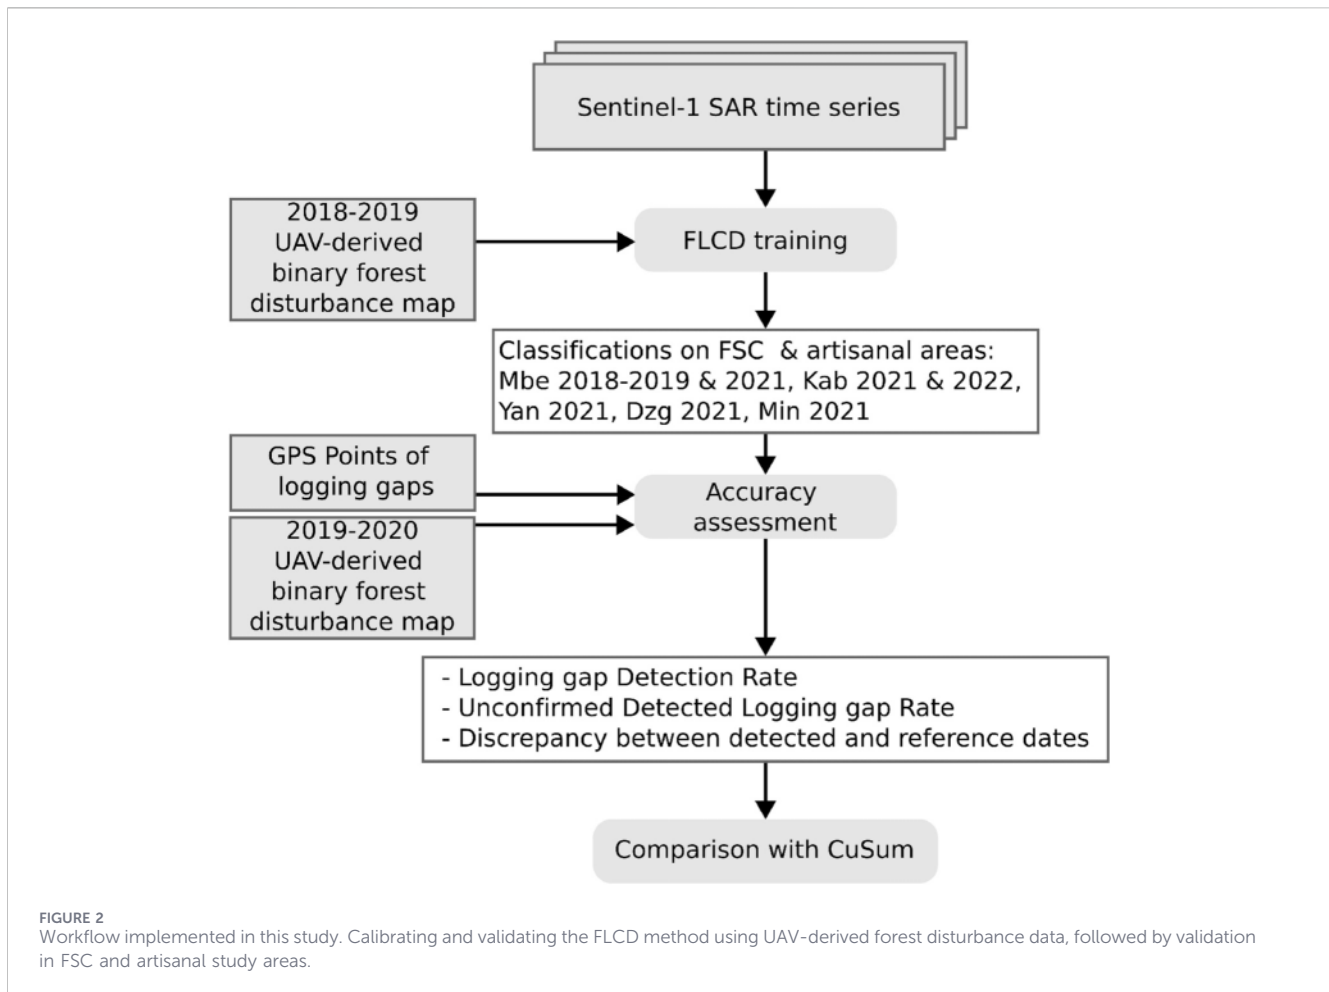 Sentinel-1 SAR time series
2018-2019
UAV-derived
binary forest
disturbance map
FLCD training
Classifications on FSC & artisanal areas:
Mbe 2018-2019 & 2021, Kab 2021 & 2022,
Yan 2021, Dzg 2021, Min 2021
GPS Points of
logging gaps
2019-2020
UAV-derived
binary forest
disturbance map
Accuracy
assessment
- Logging gap Detection Rate
- Unconfirmed Detected Logging gap Rate
- Discrepancy between detected and reference dates
Comparison with CuSum
FIGURE 2
Workflow implemented in this study. Calibrating and validating the FLCD method using UAV-derived forest disturbance data, followed by validation
in FSC and artisanal study areas.